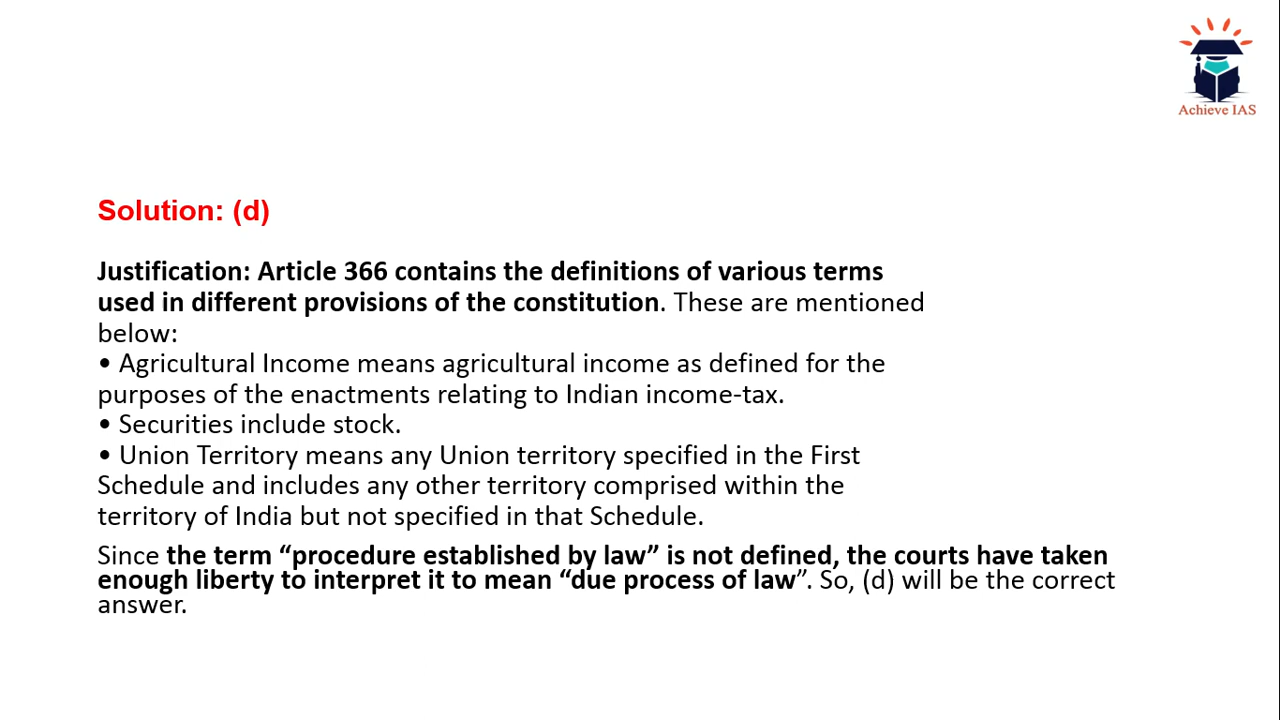 Achieve IAS
Solution: (d)
Justification: Article 366 contains the definitions of various terms
used in different provisions of the constitution. These are mentioned
below:
• Agricultural Income means agricultural income as defined for the
purposes of the enactments relating to Indian income-tax.
• Securities include stock.
• Union Territory means any Union territory specified in the First
Schedule and includes any other territory comprised within the
territory of India but not specified in that Schedule.
Since the term “procedure established by law” is not defined, the courts have taken
enough liberty to interpret it to mean “due process of law”. So, (d) will be the correct
answer.